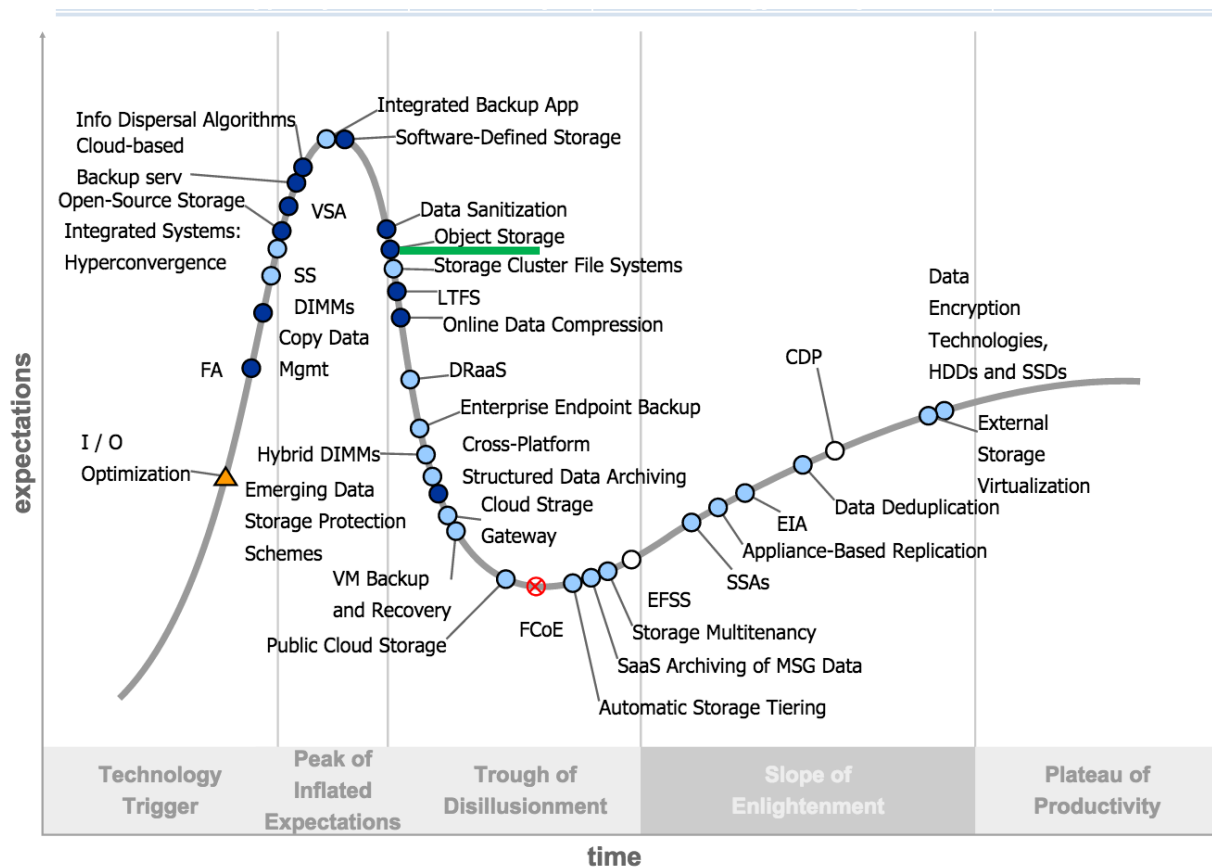 Integrated Backup App
Info Dispersal Algorithms
Software-Defined Storage
Cloud-based
Backup serv
Open-Source Storage
VSA
Data Sanitization
Integrated Systems:
Object Storage
Hyperconvergence
Storage Cluster File Systems
SS
Data
LTFS
DIMMs
Encryption
Online Data Compression
Copy Data
Technologies,
CDP
FA
Mgmt
DRaaS
HDDs and SSDs
Enterprise Endpoint Backup
External
I / O
Cross-Platform
Hybrid DIMMs
Storage
Optimization
Structured Data Archiving
Virtualization
Emerging Data
Cloud Strage
Data Deduplication
Storage Protection
EIA
Gateway
Schemes
Appliance-Based Replication
VM Backup
SSAs
and Recovery
EFSS
FCoE
Storage Multitenancy
Public Cloud Storage
SaaS Archiving of MSG Data
Automatic Storage Tiering
expectations
Technology
Trigger
Peak of
Inflated
Expectations
Trough of
Disillusionment
Slope of
Enlightenment
Plateau of
Productivity
time